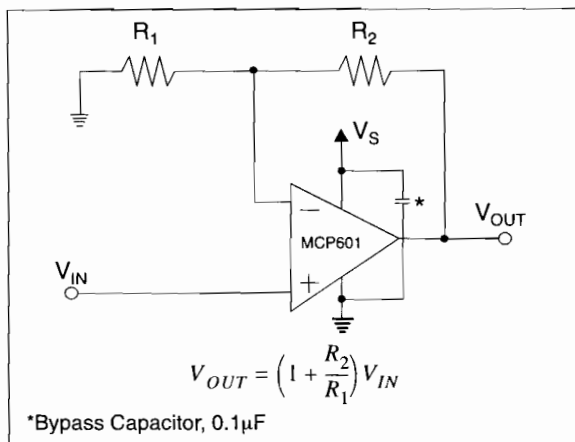 R1 R2
VS
*
−
MCP601
VOUT
VIN
+
VOUT = (1 + R2/R1) VIN
*Bypass Capacitor, 0.1µF